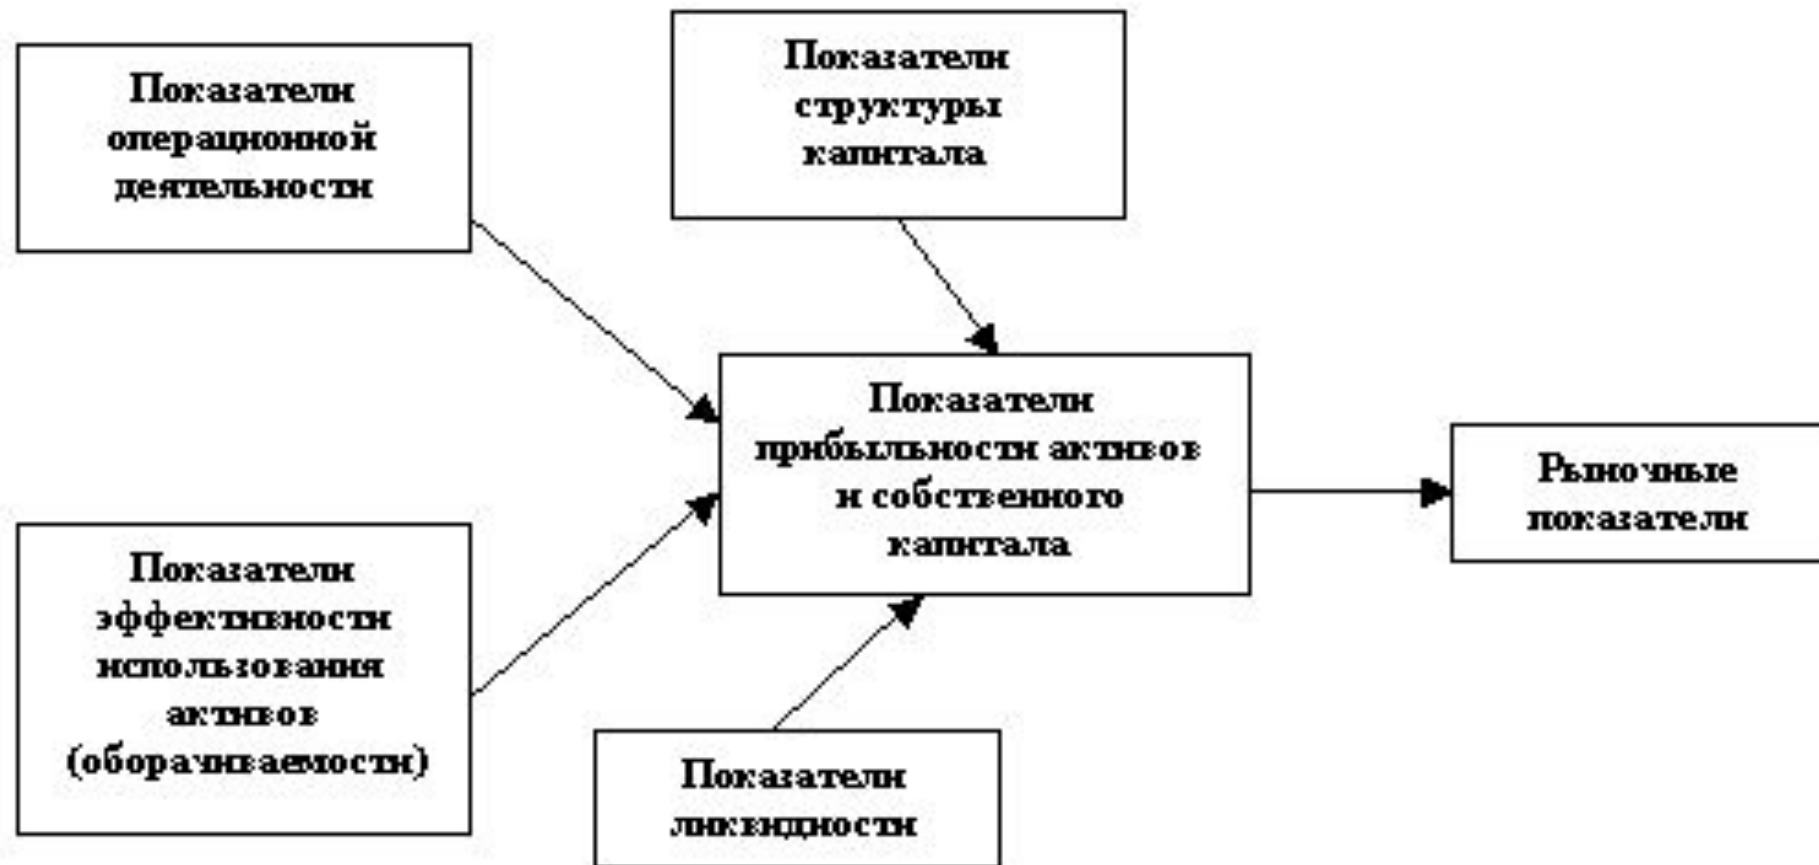 Показатели
операционной
деятельности
Показатели
структуры
капитала
Показатели
прибыльности активов
и собственного
капитала
Рыночные
показатели
Показатели
эффективности
использования
активов
(оборачиваемости)
Показатели
ликвидности